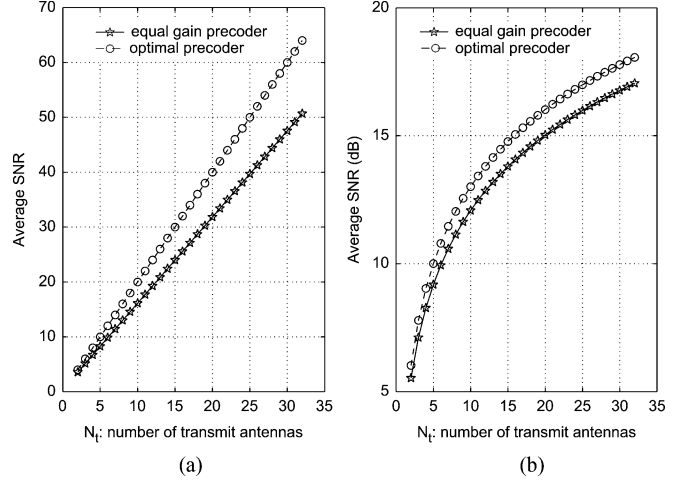 70
60
50
40
30
20
10
0
0 5 10 15 20 25 30 35
Average SNR
equal gain precoder
optimal precoder
Nt: number of transmit antennas
(a)
20
15
10
5
0 5 10 15 20 25 30 35
Average SNR (dB)
equal gain precoder
optimal precoder
Nt: number of transmit antennas
(b)